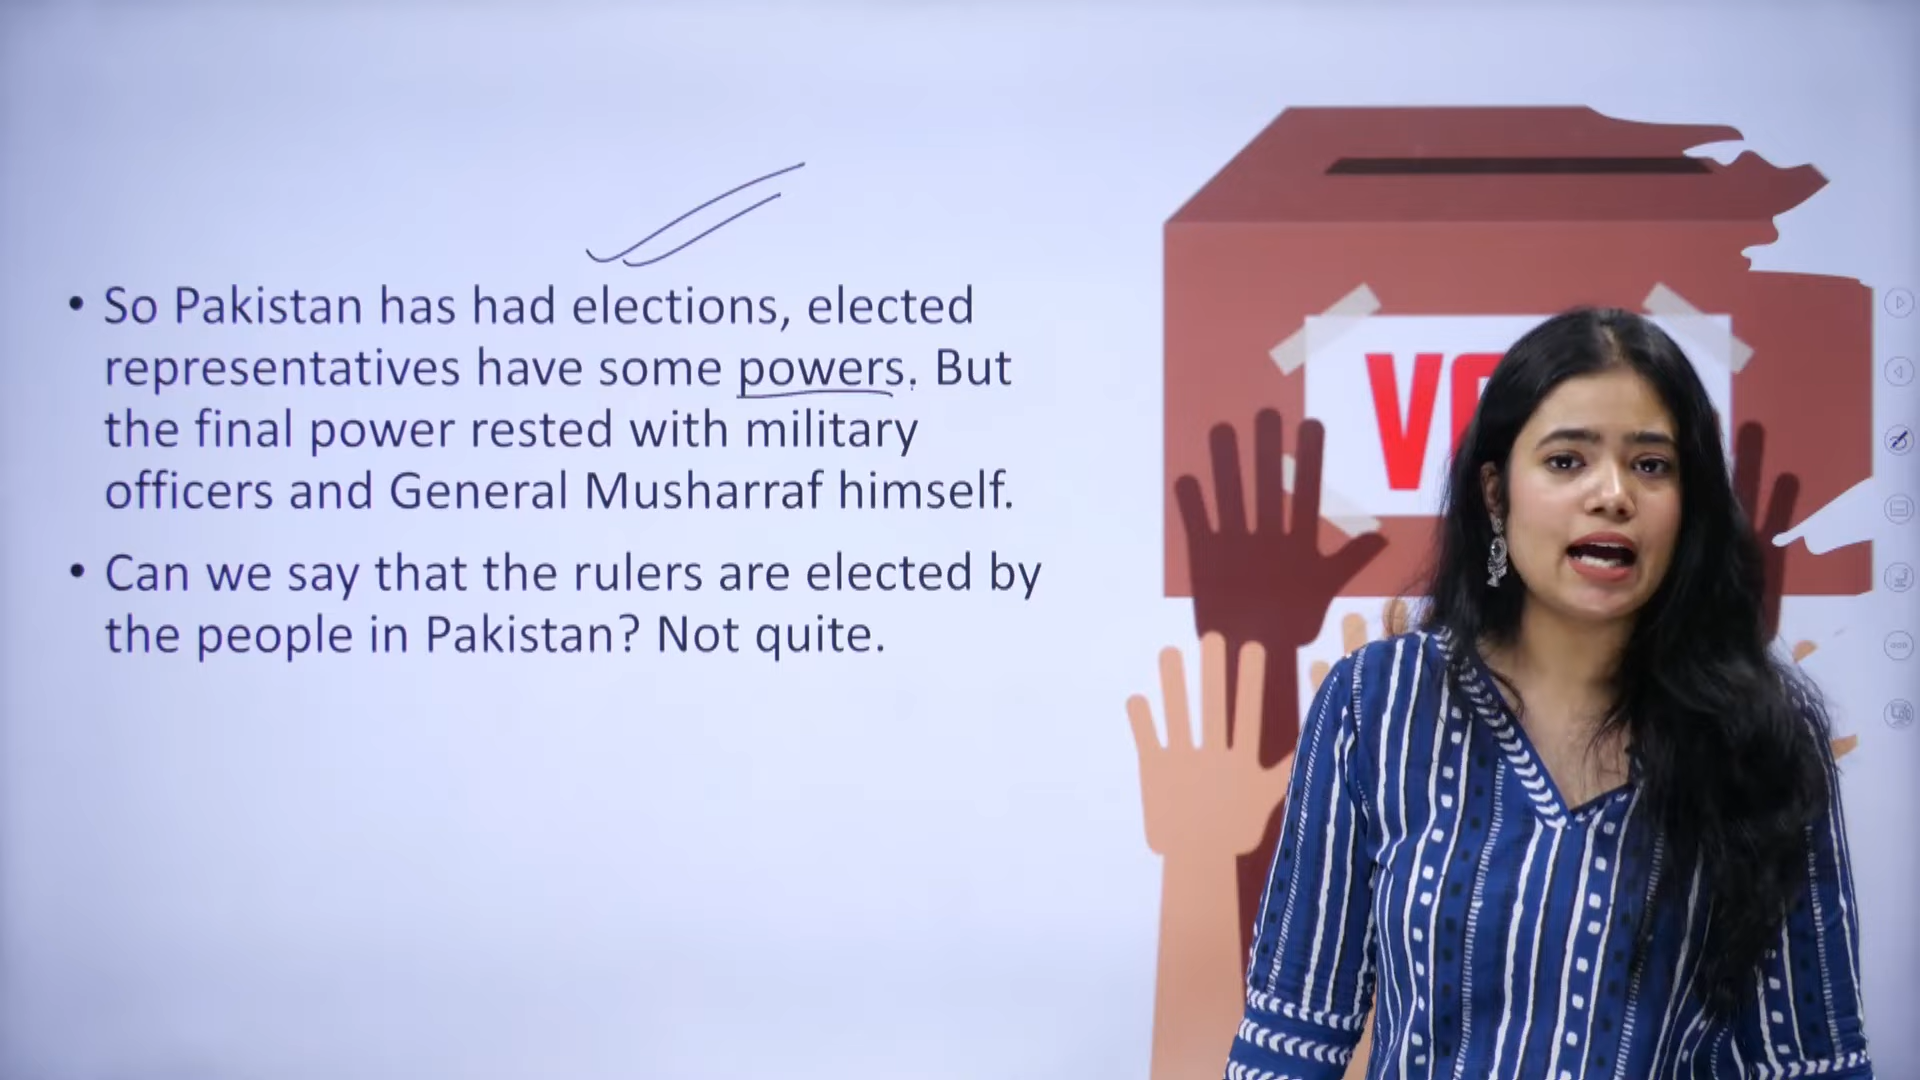 • So Pakistan has had elections, elected
representatives have some powers. But
the final power rested with military
officers and General Musharraf himself.
• Can we say that the rulers are elected by
the people in Pakistan? Not quite.